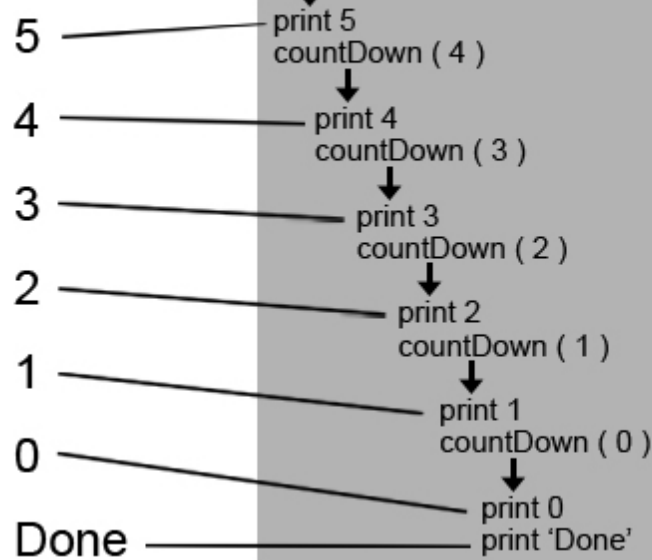 5
print 5
countDown ( 4 )
4
print 4
countDown ( 3 )
3
print 3
countDown ( 2 )
2
print 2
countDown ( 1 )
1
print 1
countDown ( 0 )
0
print 0
Done
print ‘Done’